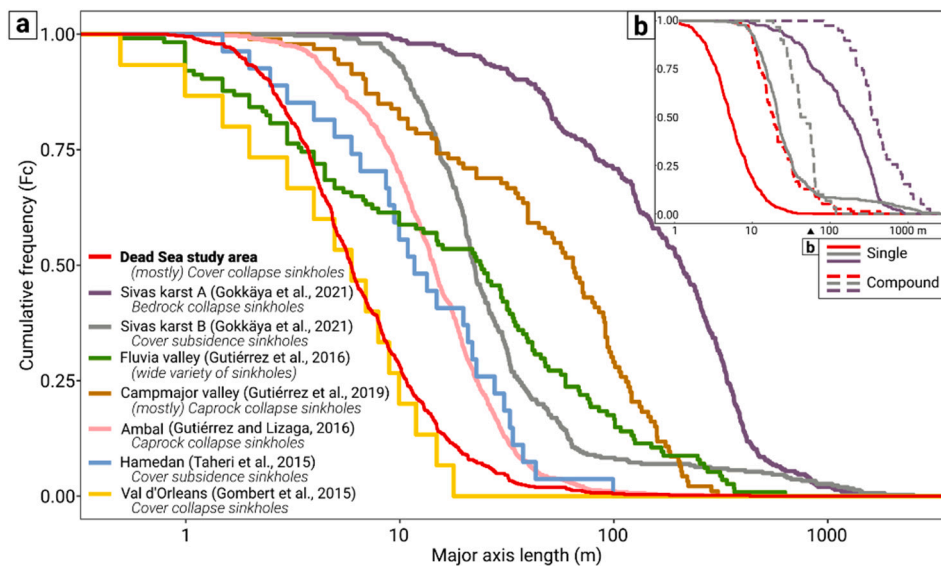 a
1.00
0.75
0.50
0.25
0.00
Cumulative frequency (Fc)
1
10
100
1000
Major axis length (m)
Dead Sea study area
(mostly) Cover collapse sinkholes
Sivas karst A (Gokkäya et al., 2021)
Bedrock collapse sinkholes
Sivas karst B (Gokkäya et al., 2021)
Cover subsidence sinkholes
Fluvia valley (Gutiérrez et al., 2016)
(wide variety of sinkholes)
Campmajor valley (Gutiérrez et al., 2019)
(mostly) Caprock collapse sinkholes
Ambal (Gutiérrez and Lizaga, 2016)
Caprock collapse sinkholes
Hamedan (Taheri et al., 2015)
Cover subsidence sinkholes
Val d'Orleans (Gombert et al., 2015)
Cover collapse sinkholes
b
1.00
0.75
0.50
0.25
0.00
1
10
100
1000 m
b
Single
Compound